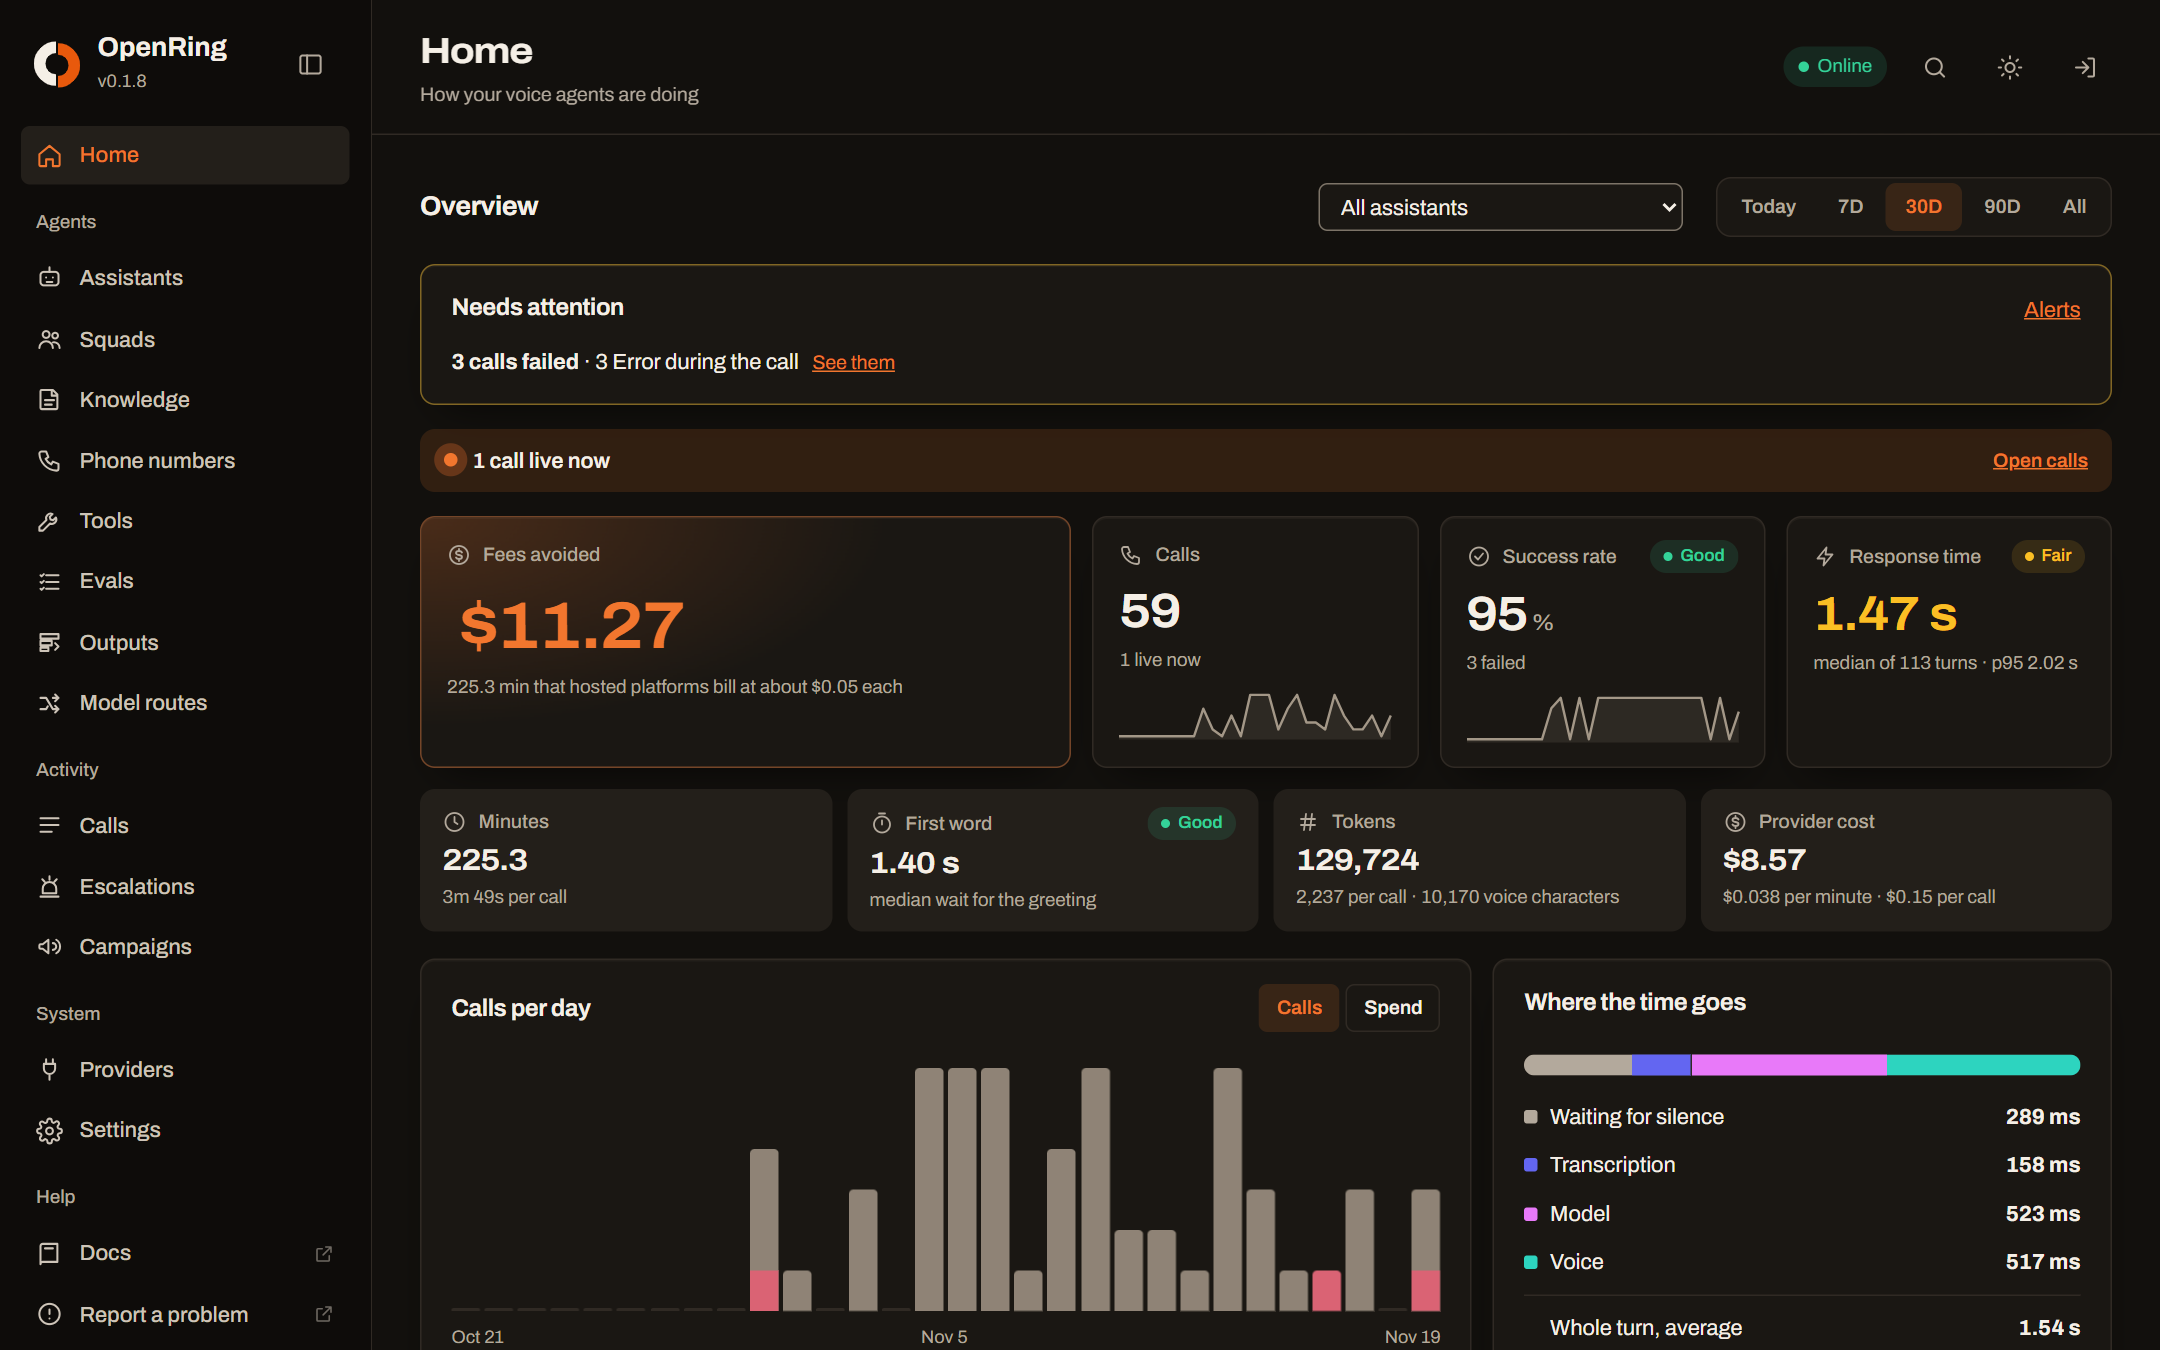 OpenRing
v0.1.8
Home
Agents
Assistants
Squads
Knowledge
Phone numbers
Tools
Evals
Outputs
Model routes
Activity
Calls
Escalations
Campaigns
System
Providers
Settings
Help
Docs
Report a problem
Home
How your voice agents are doing
Online
Overview
All assistants
Today 7D 30D 90D All
Needs attention
Alerts
3 calls failed · 3 Error during the call See them
1 call live now
Open calls
Fees avoided
$11.27
225.3 min that hosted platforms bill at about $0.05 each
Calls
59
1 live now
Success rate
Good
95 %
3 failed
Response time
Fair
1.47 s
median of 113 turns · p95 2.02 s
Minutes
225.3
3m 49s per call
First word
Good
1.40 s
median wait for the greeting
Tokens
129,724
2,237 per call · 10,170 voice characters
Provider cost
$8.57
$0.038 per minute · $0.15 per call
Calls per day
Calls Spend
Oct 21 Nov 5 Nov 19
Where the time goes
Waiting for silence 289 ms
Transcription 158 ms
Model 523 ms
Voice 517 ms
Whole turn, average 1.54 s